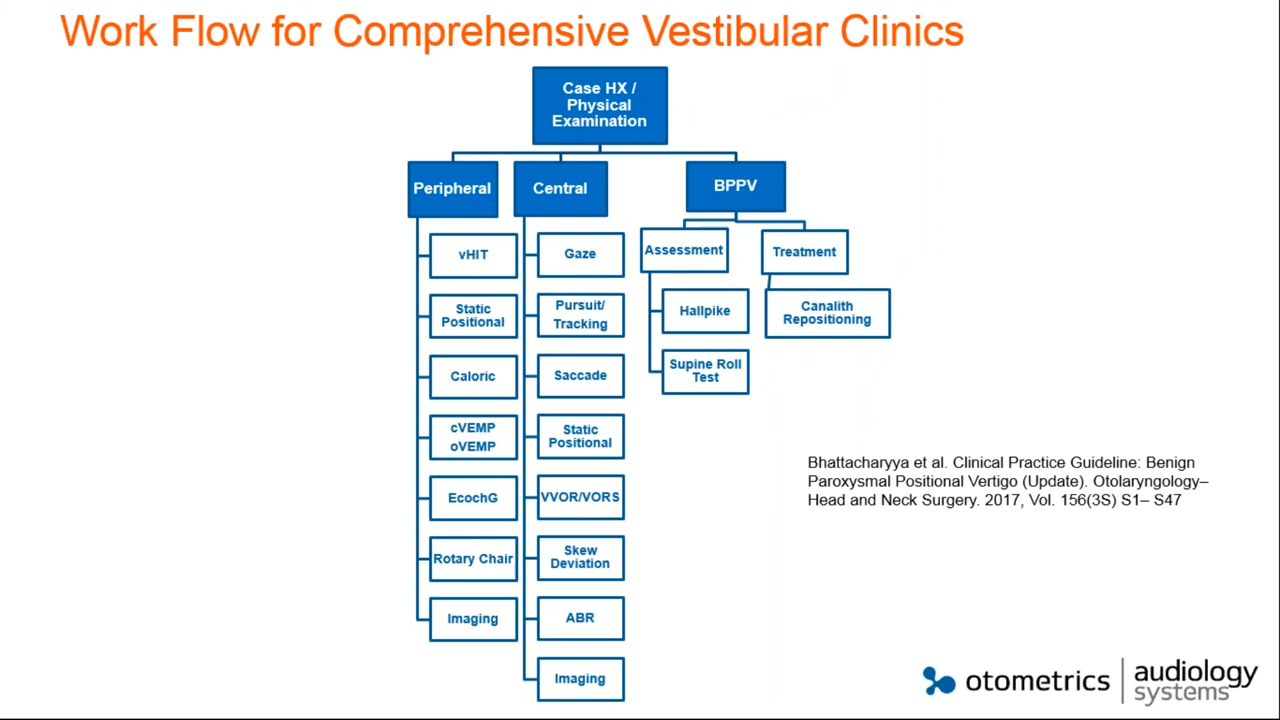 Work Flow for Comprehensive Vestibular Clinics
Case HX /
Physical
Examination
Peripheral
Central
BPPV
vHIT
Static
Positional
Caloric
cVEMP
oVEMP
EcochG
Rotary Chair
Imaging
Gaze
Pursuit/
Tracking
Saccade
Static
Positional
VVOR/VORS
Skew
Deviation
ABR
Imaging
Assessment
Hallpike
Supine Roll
Test
Treatment
Canalith
Repositioning
Bhattacharyya et al. Clinical Practice Guideline: Benign
Paroxysmal Positional Vertigo (Update). Otolaryngology–
Head and Neck Surgery. 2017, Vol. 156(3S) S1– S47
otometrics
audiology
systems™